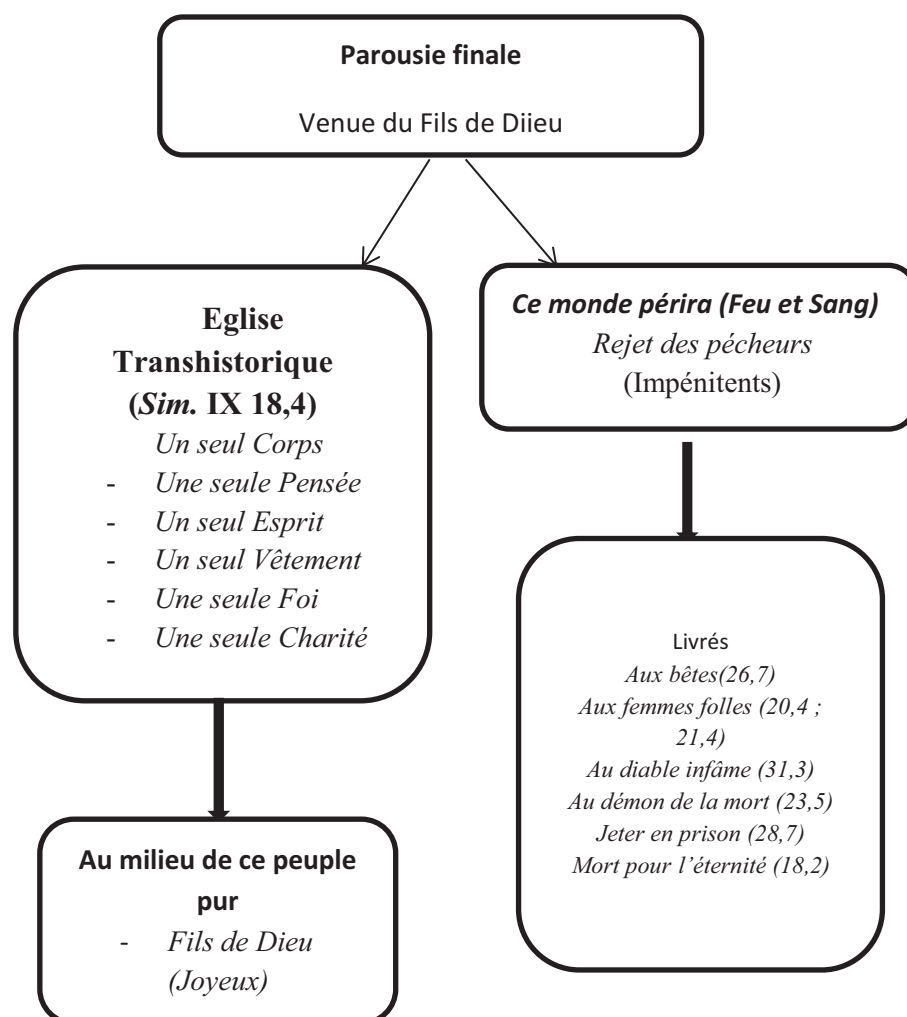 Parousie finale
Venue du Fils de Diieu
Eglise
Transhistorique
(Sim. IX 18,4)
Un seul Corps
- Une seule Pensée
- Un seul Esprit
- Un seul Vêtement
- Une seule Foi
- Une seule Charité
Au milieu de ce peuple
pur
- Fils de Dieu
(Joyeux)
Ce monde périra (Feu et Sang)
Rejet des pécheurs
(Impénitents)
Livrés
Aux bêtes(26,7)
Aux femmes folles (20,4 ;
21,4)
Au diable infâme (31,3)
Au démon de la mort (23,5)
Jeter en prison (28,7)
Mort pour l’éternité (18,2)